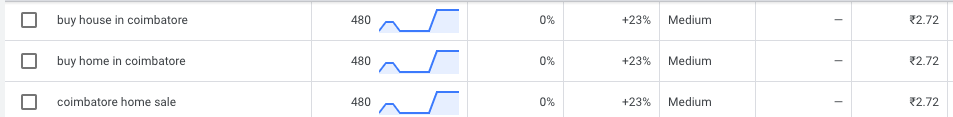 buy house in coimbatore 480 0% +23% Medium – ₹2.72
buy home in coimbatore 480 0% +23% Medium – ₹2.72
coimbatore home sale 480 0% +23% Medium – ₹2.72